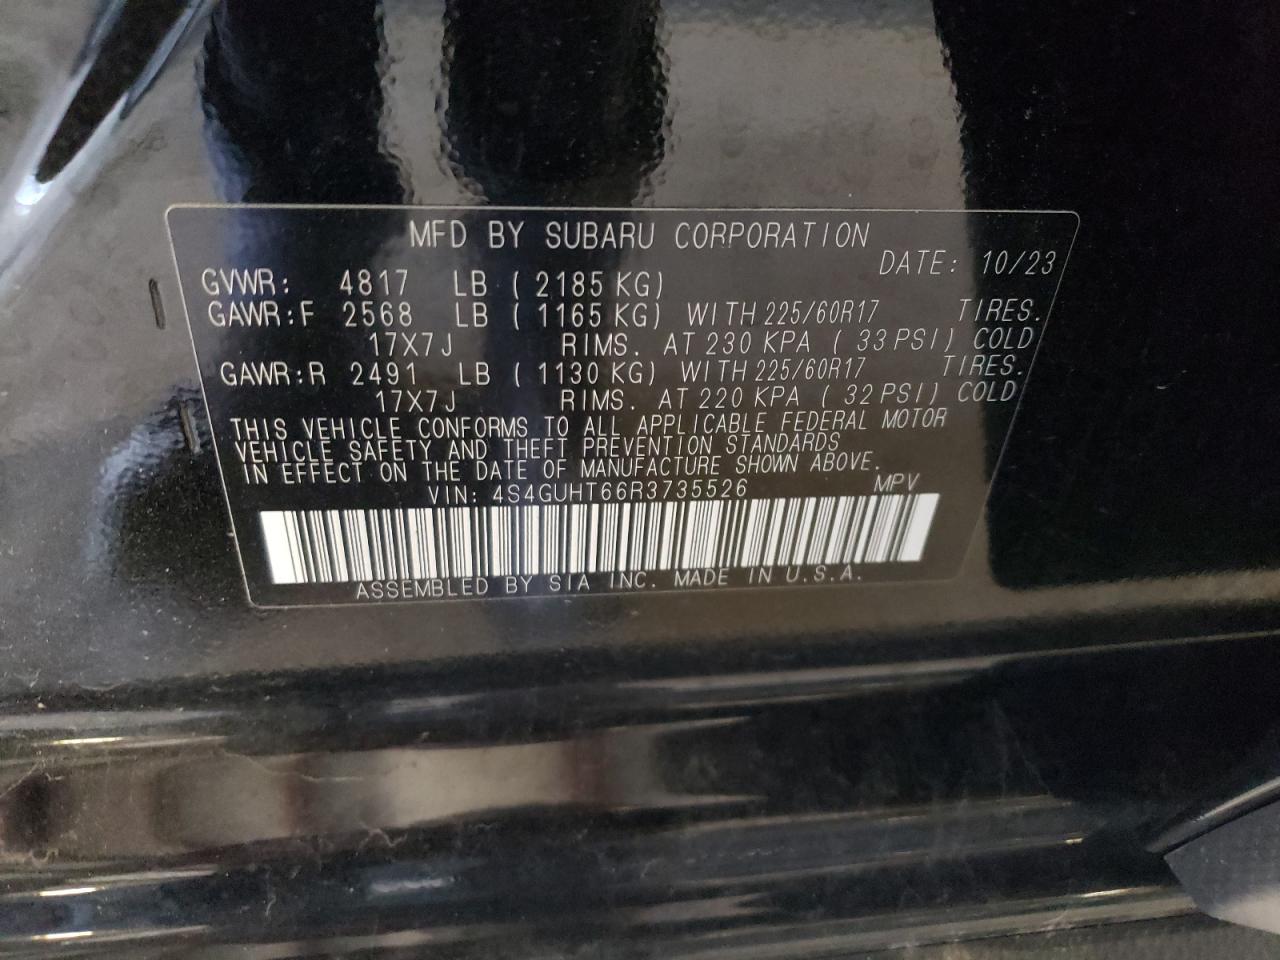 MFD BY SUBARU CORPORATION
DATE: 10/23
GVWR: 4817 LB ( 2185 KG)
GAWR:F 2568 LB ( 1165 KG) WITH 225/60R17 TIRES.
17X7J RIMS. AT 230 KPA ( 33 PSI) COLD
GAWR:R 2491 LB ( 1130 KG) WITH 225/60R17 TIRES.
17X7J RIMS. AT 220 KPA ( 32 PSI) COLD
THIS VEHICLE CONFORMS TO ALL APPLICABLE FEDERAL MOTOR
VEHICLE SAFETY AND THEFT PREVENTION STANDARDS
IN EFFECT ON THE DATE OF MANUFACTURE SHOWN ABOVE.
VIN: 4S4GUHT66R3735526 MPV
ASSEMBLED BY SIA INC. MADE IN U.S.A.